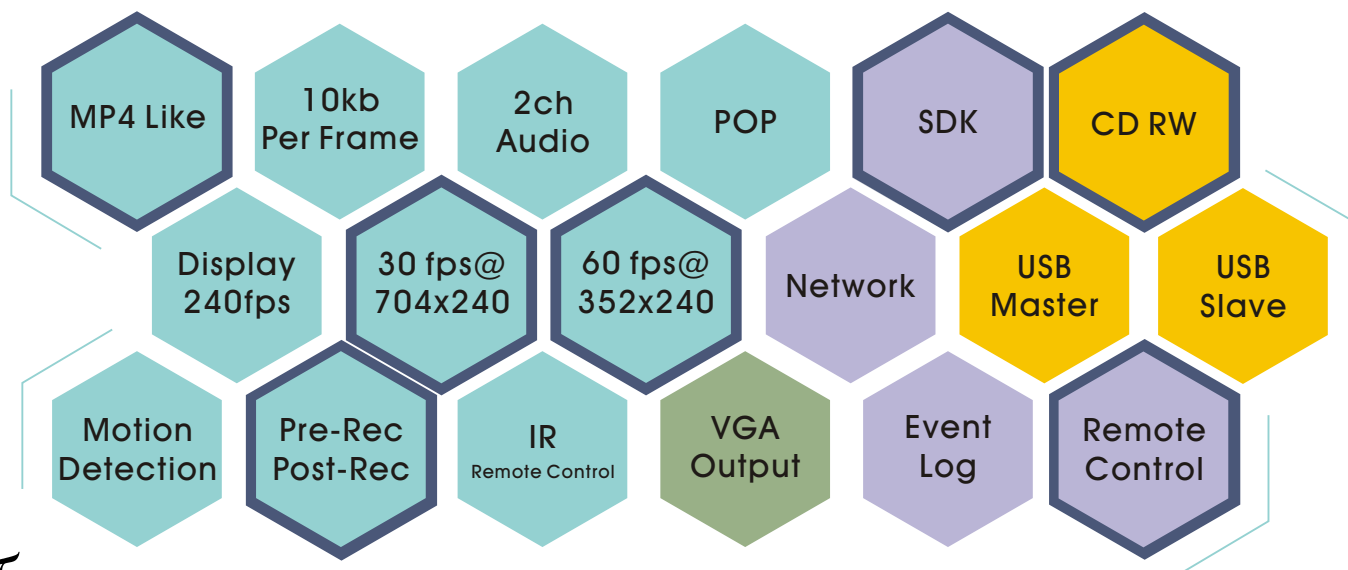 MP4 Like
10kb
Per Frame
2ch
Audio
POP
SDK
CD RW
Display
240fps
30 fps@
704x240
60 fps@
352x240
Network
USB
Master
USB
Slave
Motion
Detection
Pre-Rec
Post-Rec
IR
Remote Control
VGA
Output
Event
Log
Remote
Control